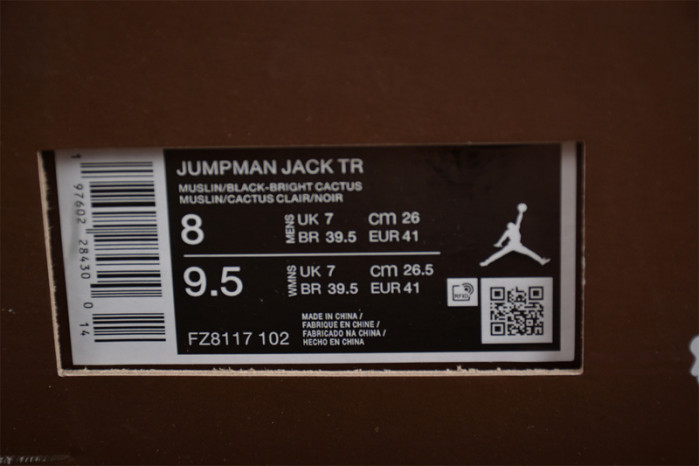 JUMPMAN JACK TR
MUSLIN/BLACK-BRIGHT CACTUS
MUSLIN/CACTUS CLAIR/NOIR
8 MENS UK 7 cm 26
BR 39.5 EUR 41
9.5 WMNS UK 7 cm 26.5
BR 39.5 EUR 41
RFID
FZ8117 102
MADE IN CHINA /
FABRIQUE EN CHINE /
FABRICADO NA CHINA /
HECHO EN CHINA
1 97602 28430 0 14